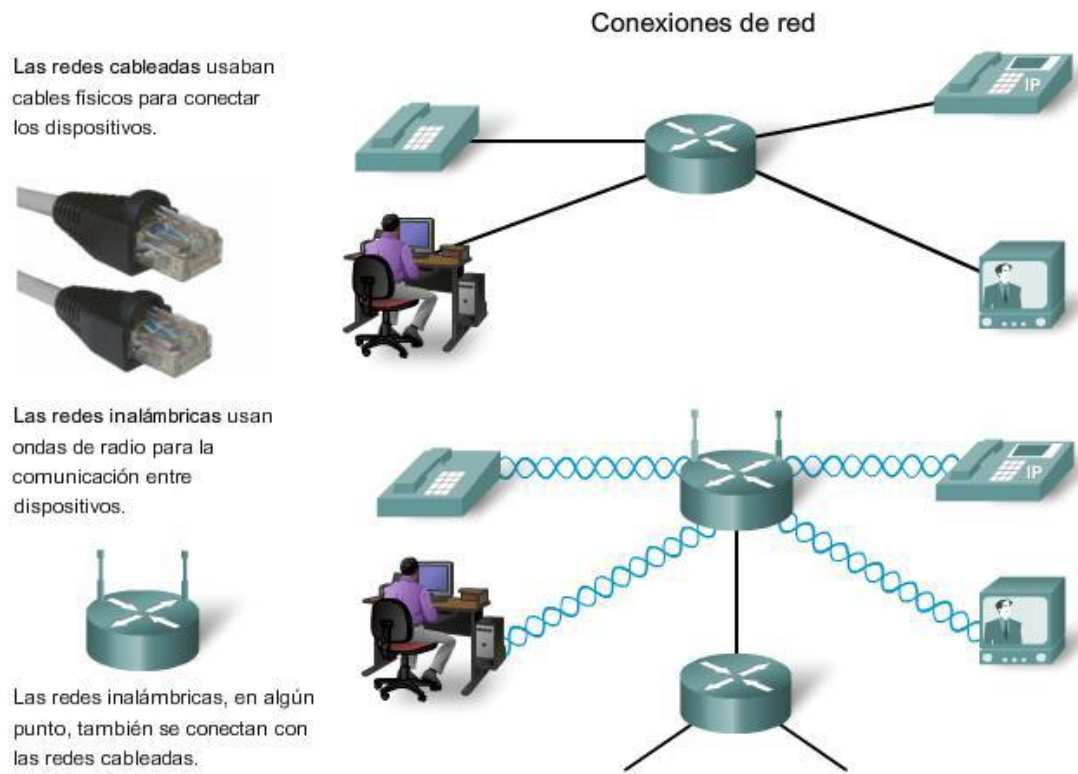 Conexiones de red
Las redes cableadas usaban
cables físicos para conectar
los dispositivos.
IP
Las redes inalámbricas usan
ondas de radio para la
comunicación entre
dispositivos.
IP
Las redes inalámbricas, en algún
punto, también se conectan con
las redes cableadas.